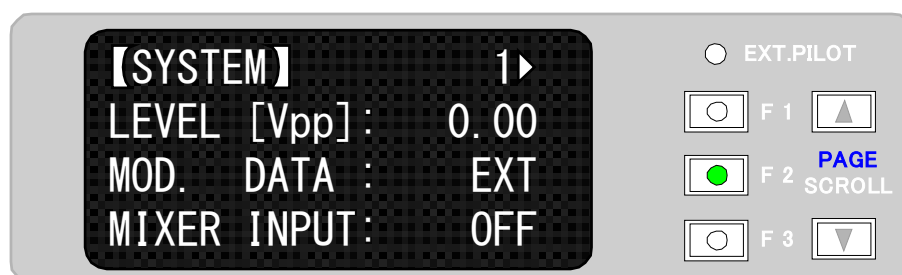 【SYSTEM】 1▶
LEVEL [Vpp]: 0.00
MOD. DATA : EXT
MIXER INPUT: OFF
EXT.PILOT
F 1
F 2
PAGE
SCROLL
F 3